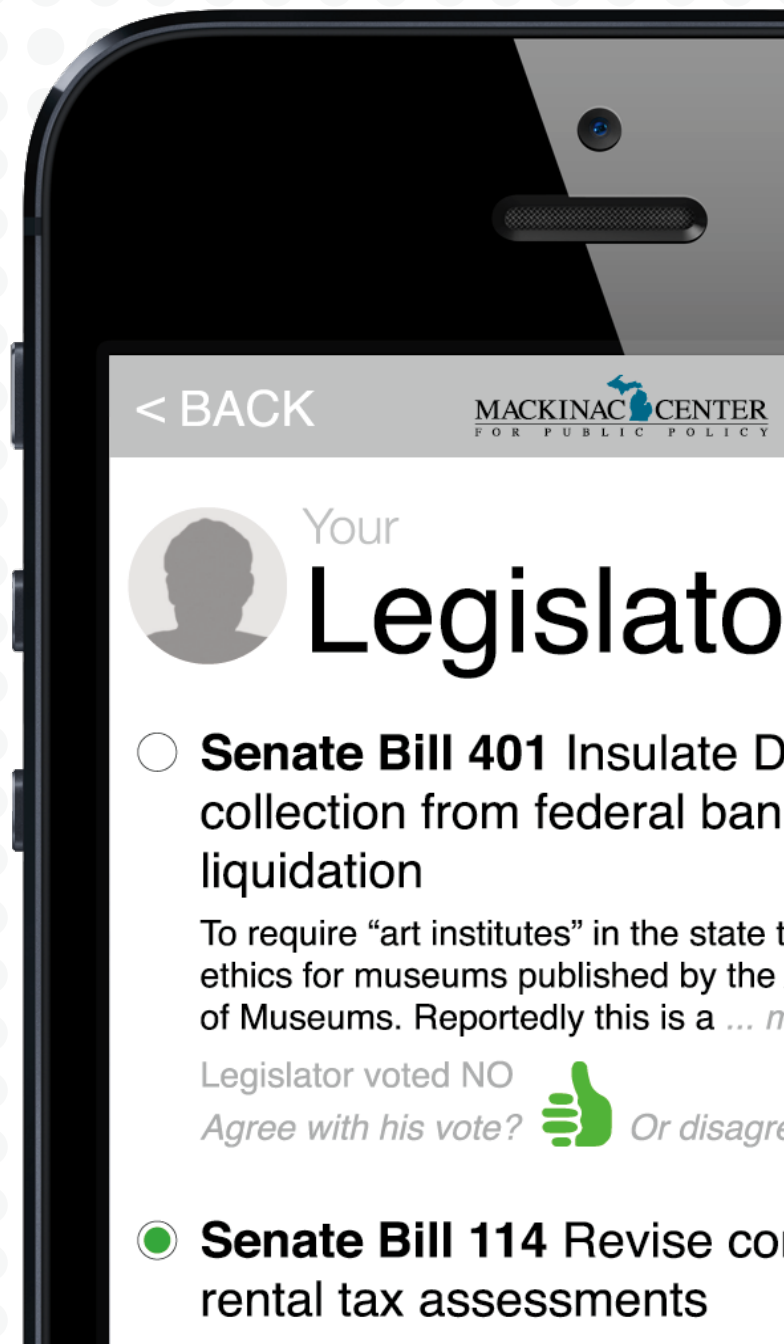 < BACK
MACKINAC CENTER
FOR PUBLIC POLICY
Your
Legislato
Senate Bill 401 Insulate D
collection from federal ban
liquidation
To require “art institutes” in the state t
ethics for museums published by the
of Museums. Reportedly this is a ... m
Legislator voted NO
Agree with his vote? Or disagre
Senate Bill 114 Revise con
rental tax assessments